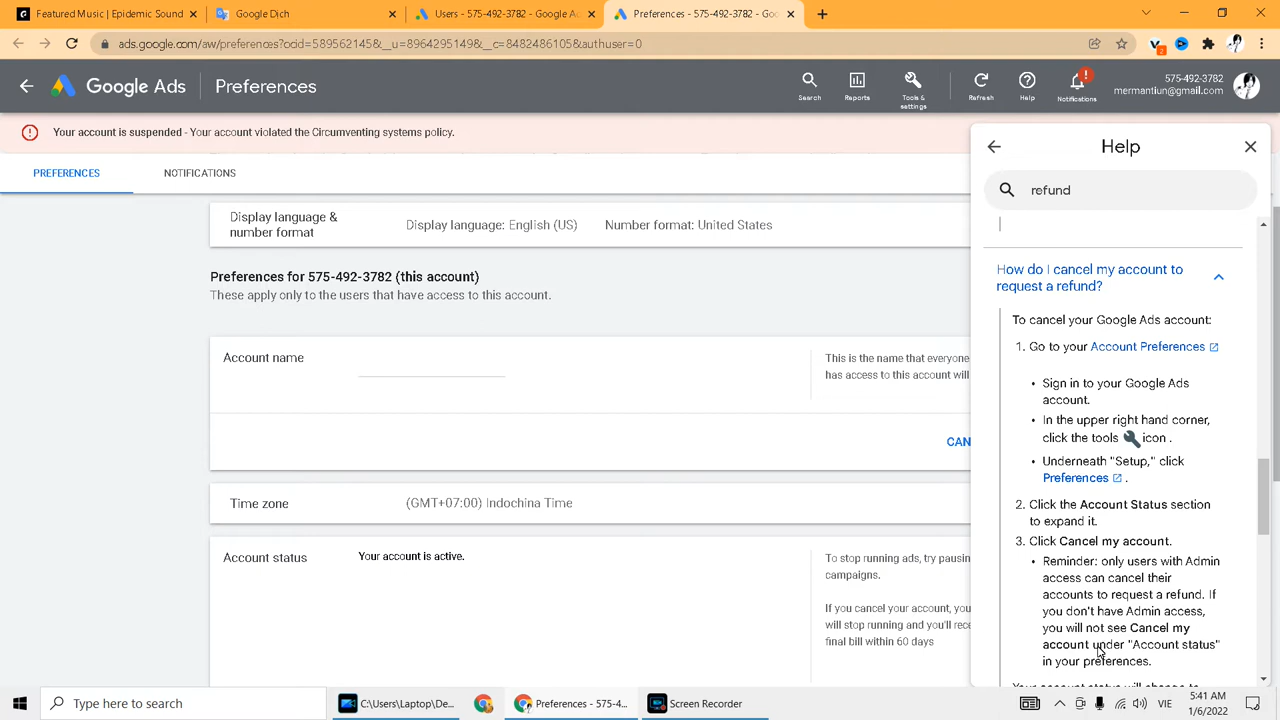 Featured Music | Epidemic Sound
Google Dịch
Users - 575-492-3782 - Google A
Preferences - 575-492-3782 - Goo
ads.google.com/aw/preferences?ocid=589562145&__u=8964295149&__c=8482486105&authuser=0
2
Google Ads
Preferences
Search
Reports
Tools & settings
Refresh
Help
!
Notifications
575-492-3782
mermantiun@gmail.com
Your account is suspended - Your account violated the Circumventing systems policy.
PREFERENCES
NOTIFICATIONS
Display language & number format
Display language: English (US)
Number format: United States
Preferences for 575-492-3782 (this account)
These apply only to the users that have access to this account.
Account name
This is the name that everyone
has access to this account will
CAN
Time zone
(GMT+07:00) Indochina Time
Account status
Your account is active.
To stop running ads, try pausin
campaigns.
If you cancel your account, you
will stop running and you'll rece
final bill within 60 days
Help
refund
How do I cancel my account to
request a refund?
To cancel your Google Ads account:
1. Go to your Account Preferences
• Sign in to your Google Ads
account.
• In the upper right hand corner,
click the tools icon .
• Underneath "Setup," click
Preferences .
2. Click the Account Status section
to expand it.
3. Click Cancel my account.
• Reminder: only users with Admin
access can cancel their
accounts to request a refund. If
you don't have Admin access,
you will not see Cancel my
account under "Account status"
in your preferences.
Type here to search
C:\Users\Laptop\De...
Preferences - 575-4...
Screen Recorder
VIE
5:41 AM
1/6/2022